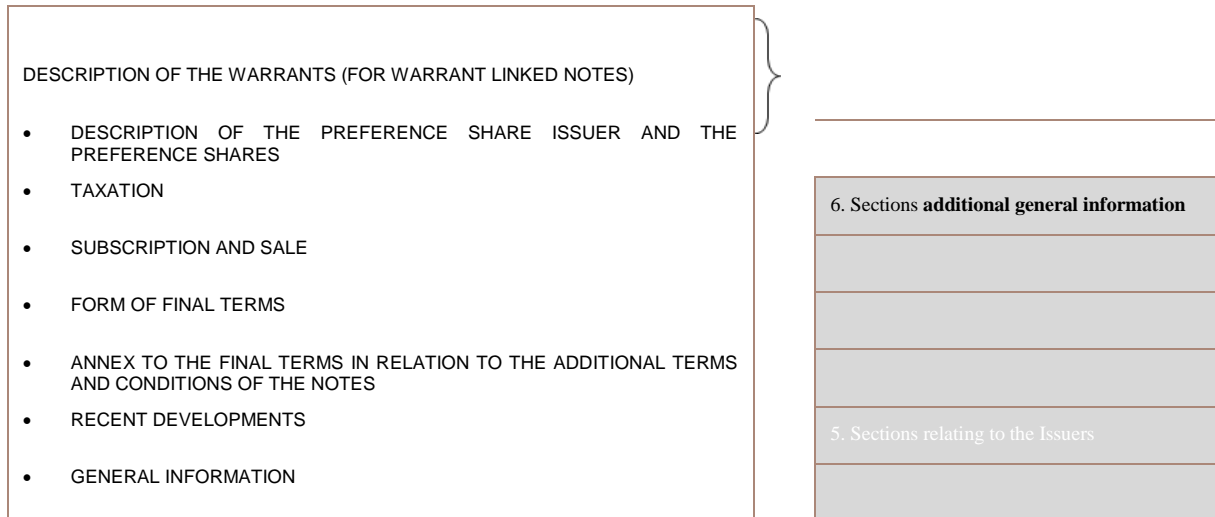 DESCRIPTION OF THE WARRANTS (FOR WARRANT LINKED NOTES)
• DESCRIPTION OF THE PREFERENCE SHARE ISSUER AND THE
PREFERENCE SHARES
• TAXATION
• SUBSCRIPTION AND SALE
• FORM OF FINAL TERMS
• ANNEX TO THE FINAL TERMS IN RELATION TO THE ADDITIONAL TERMS
AND CONDITIONS OF THE NOTES
• RECENT DEVELOPMENTS
• GENERAL INFORMATION
6. Sections additional general information
5. Sections relating to the Issuers